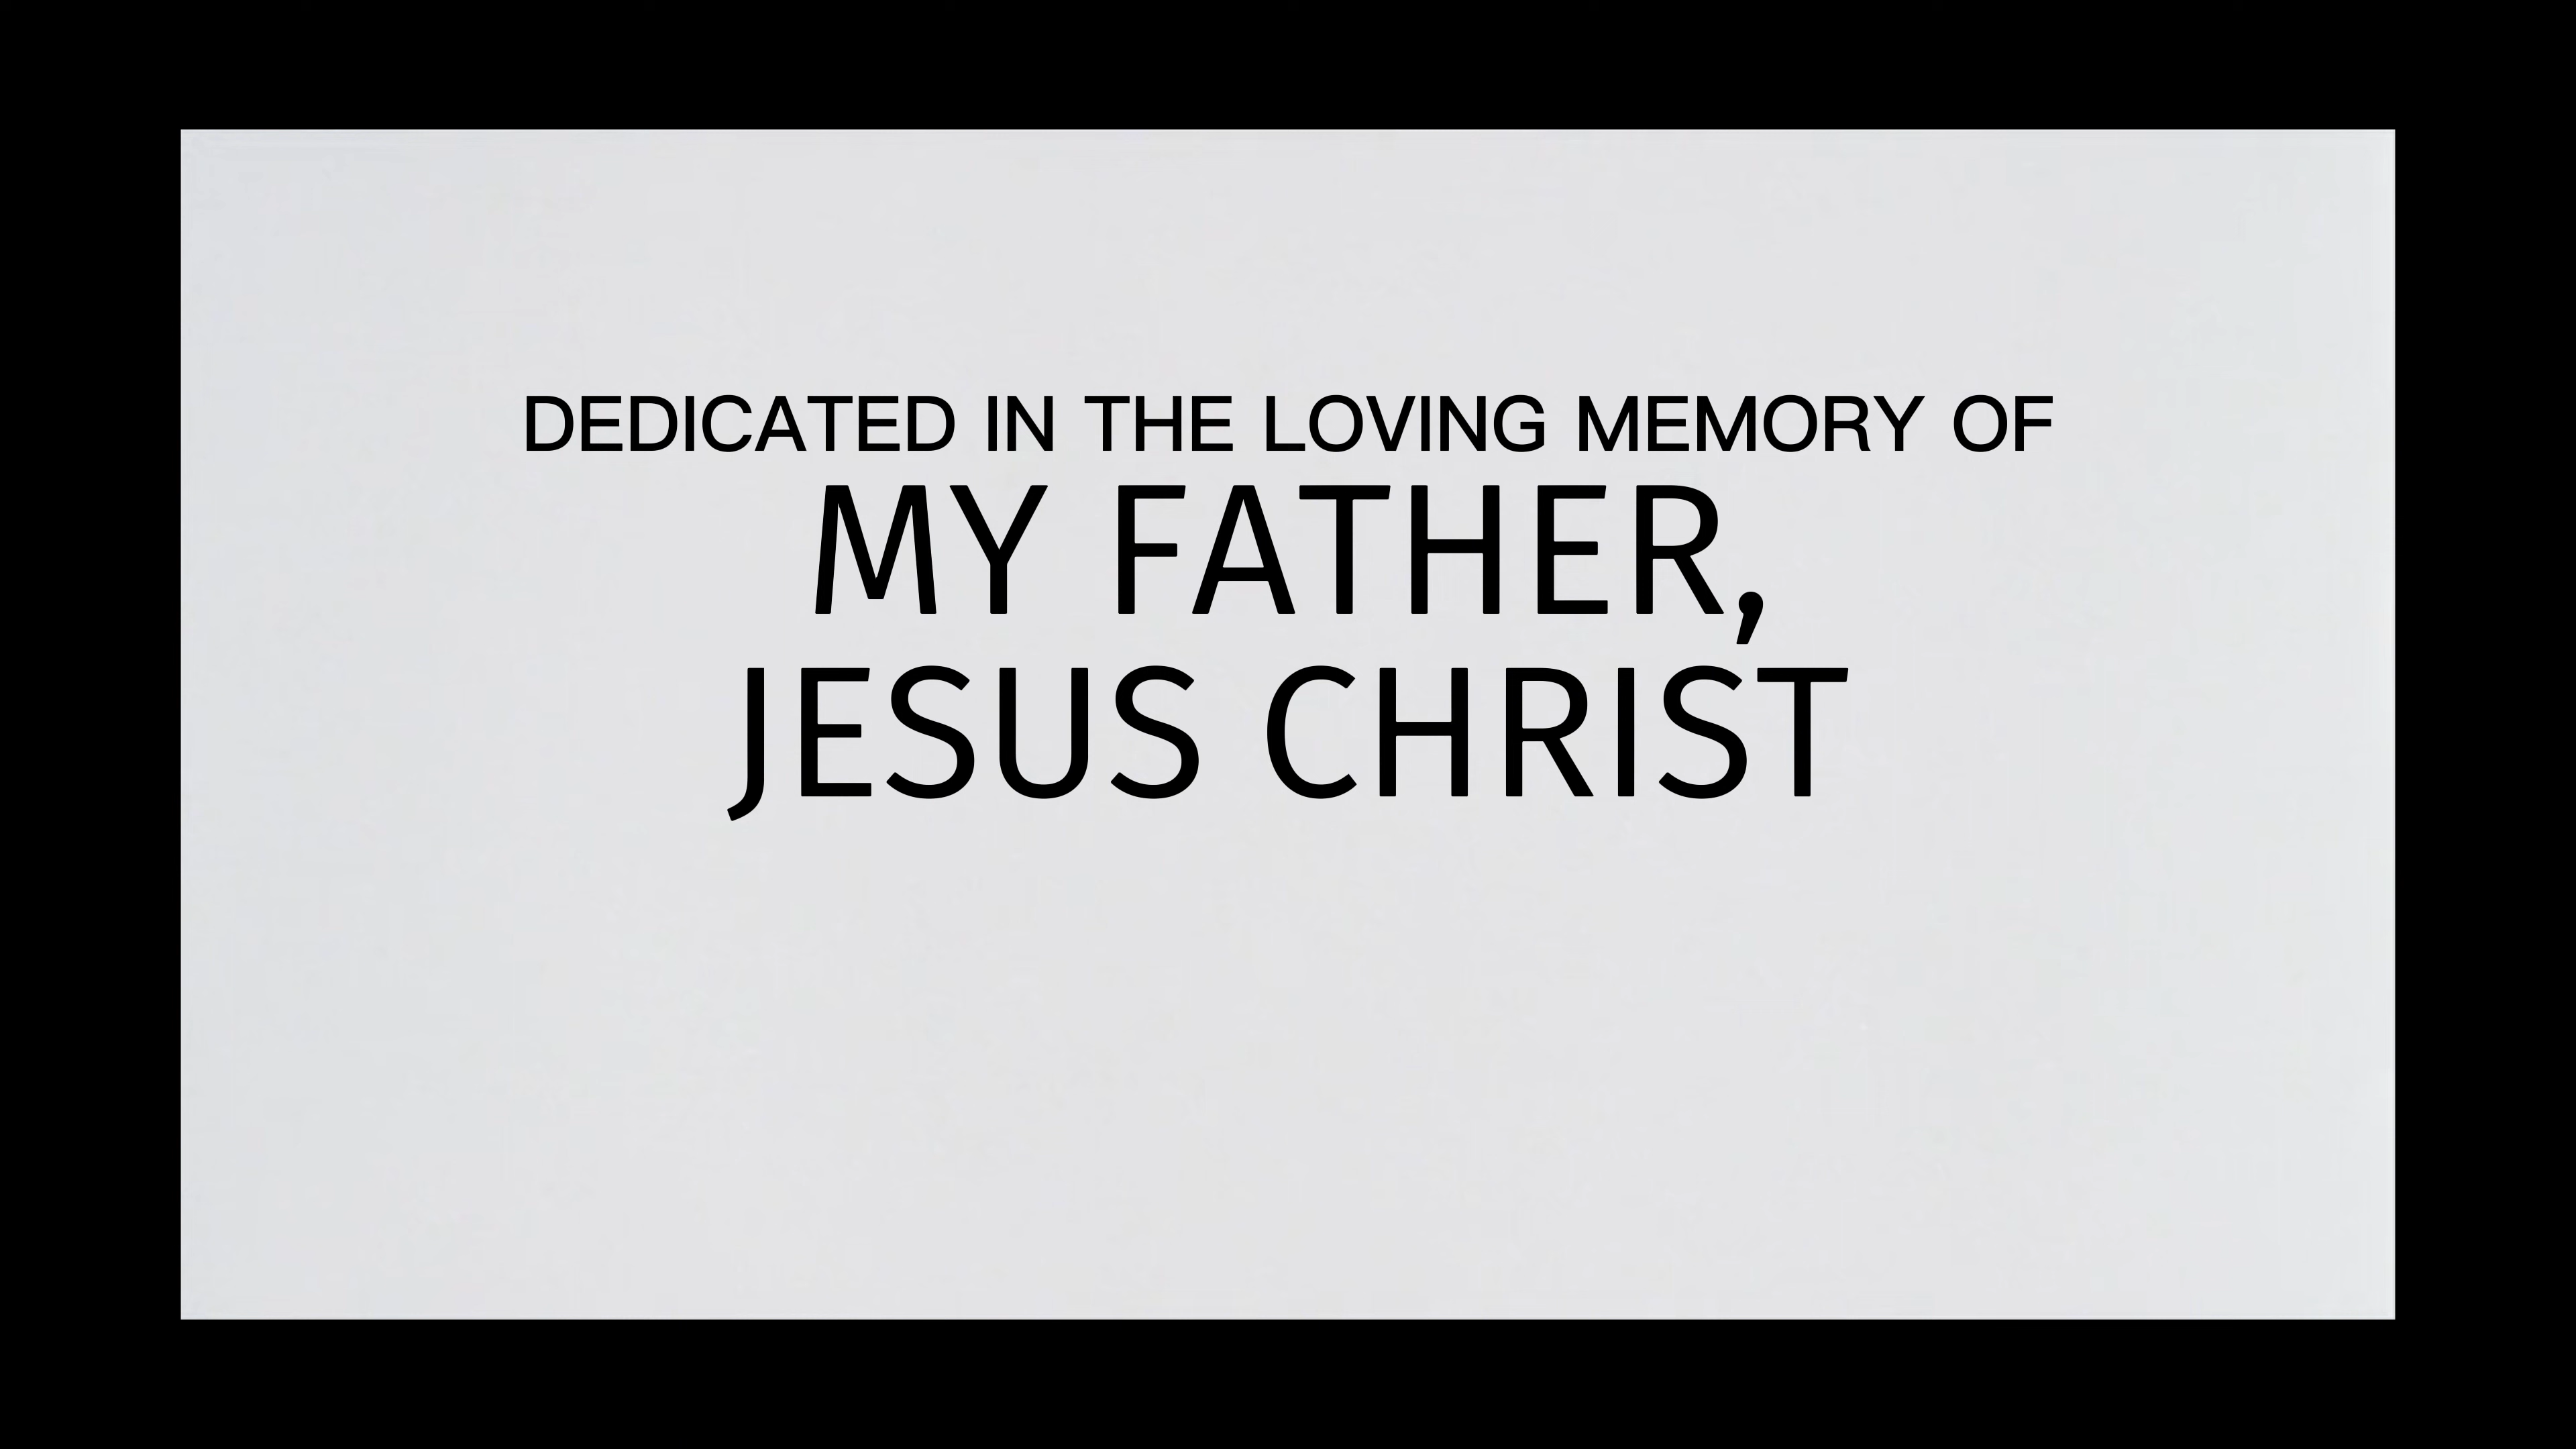 DEDICATED IN THE LOVING MEMORY OF
MY FATHER,
JESUS CHRIST